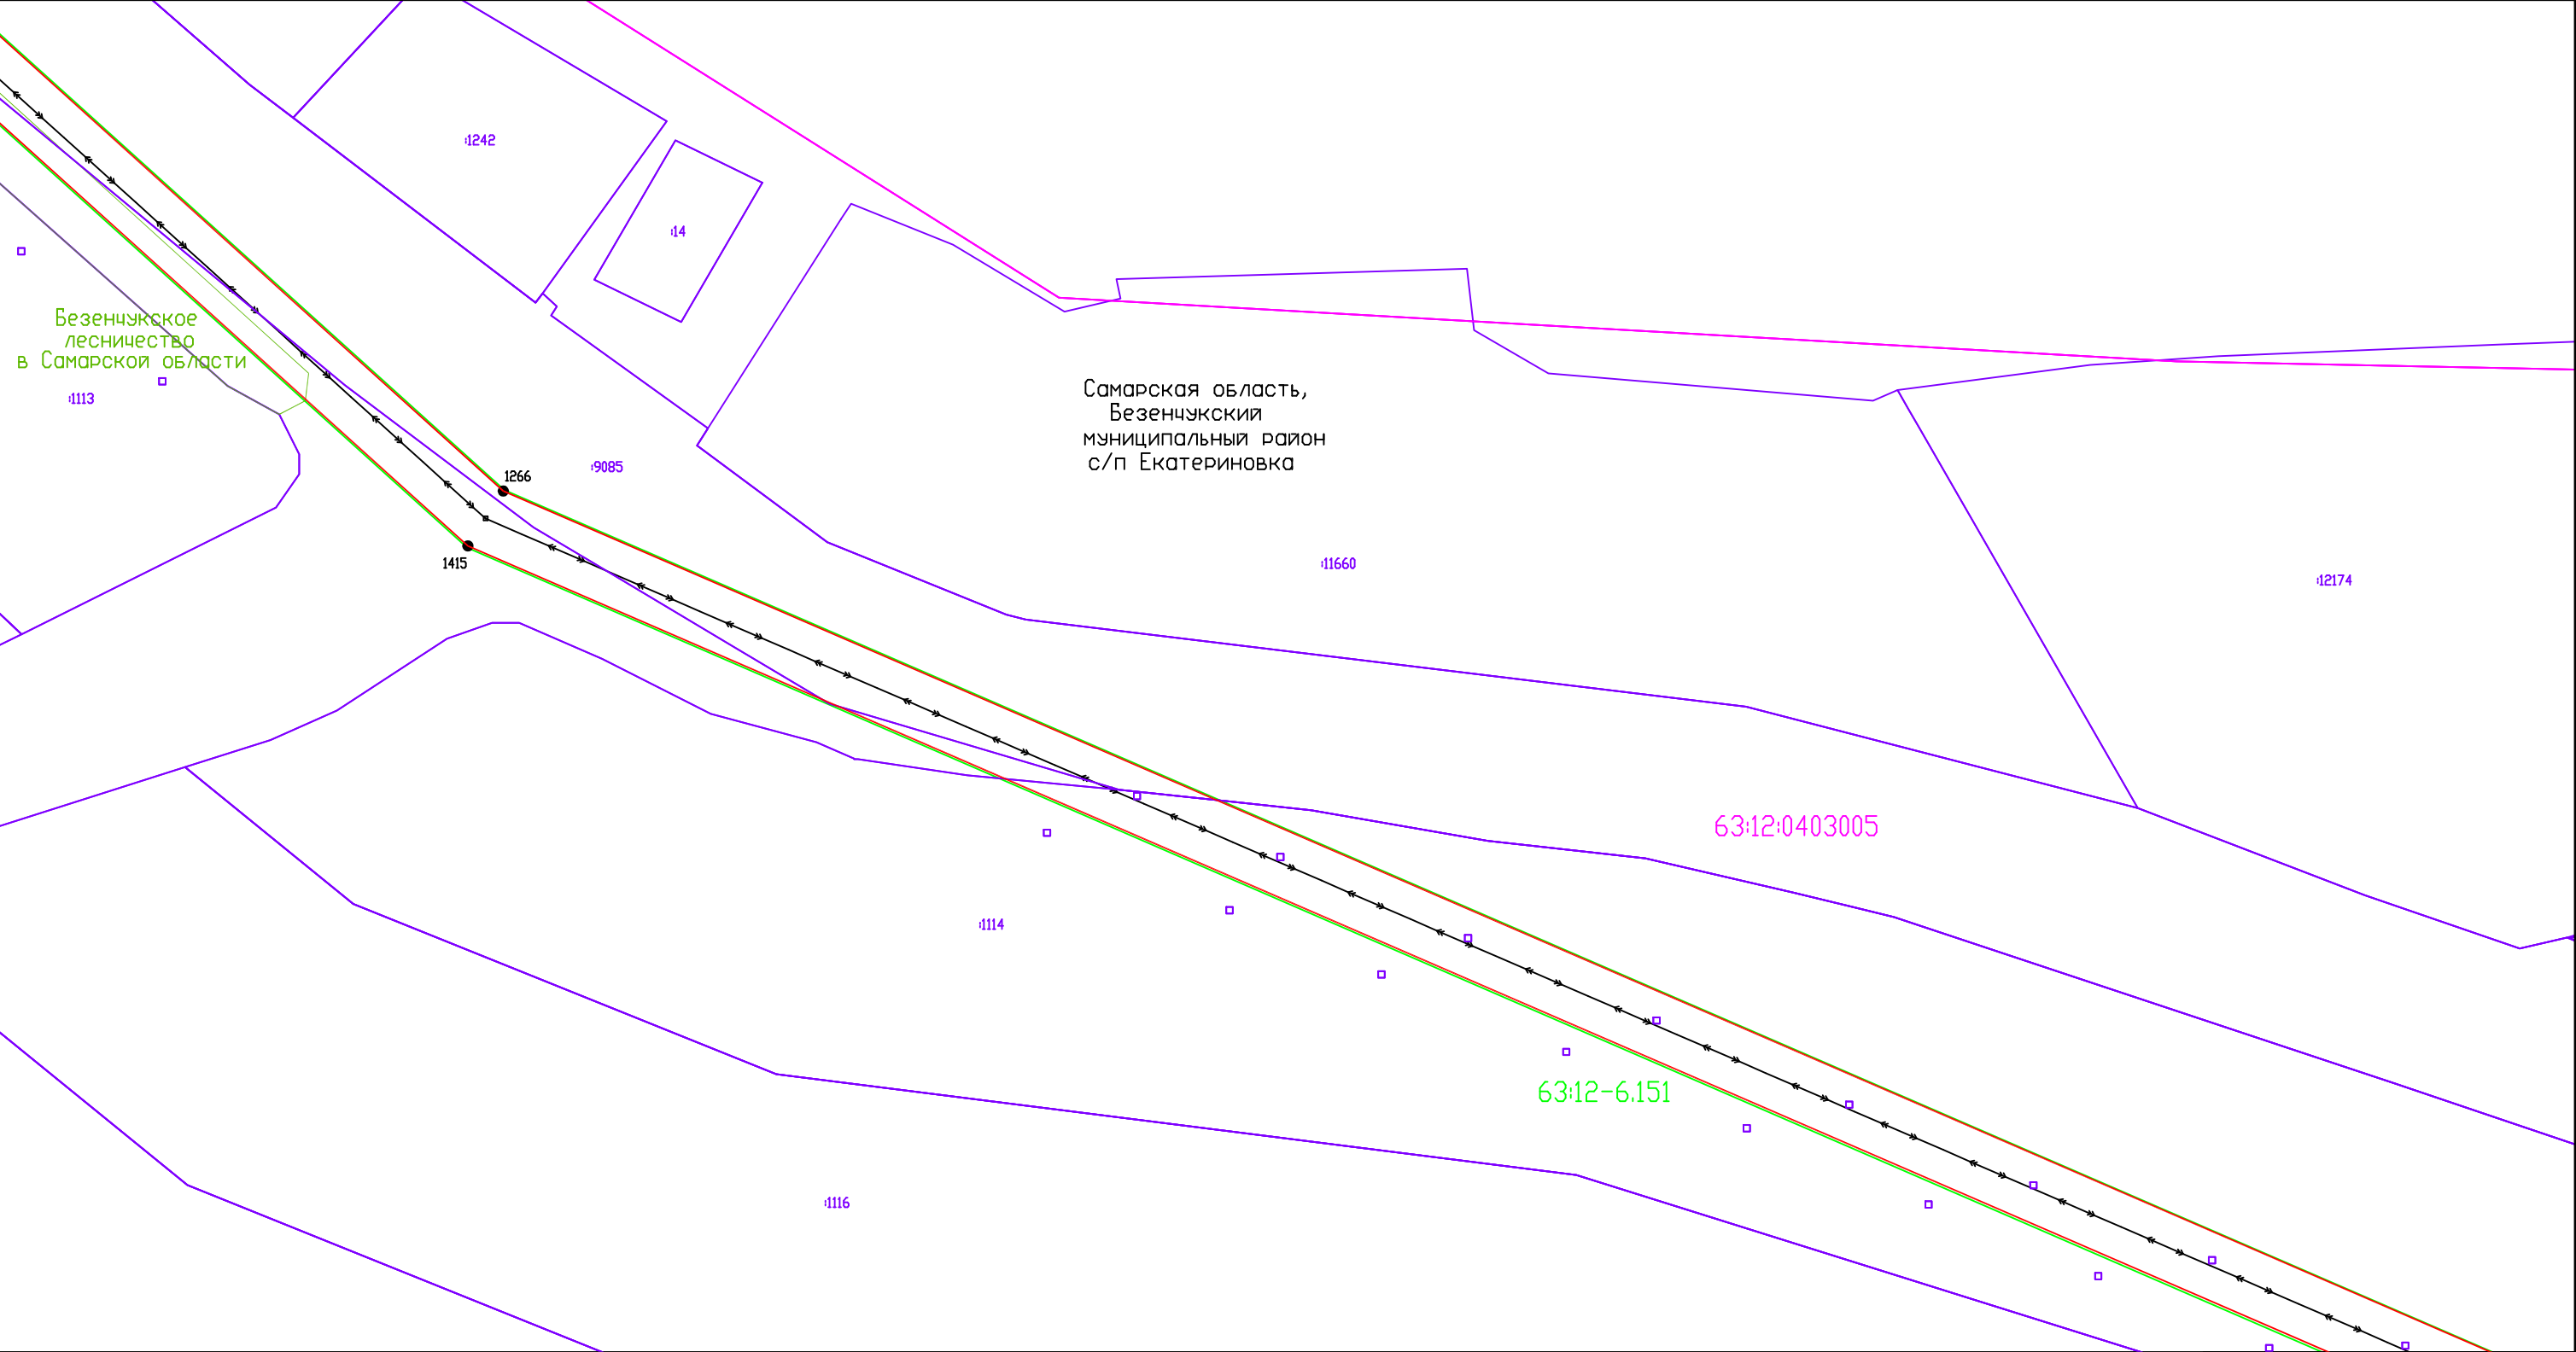 :1242
:14
Безенчукское
лесничество
в Самарской области
:1113
Самарская область,
Безенчукский
муниципальный район
с/п Екатериновка
:9085
1266
1415
:11660
:12174
63:12:0403005
:1114
63:12-6.151
:1116